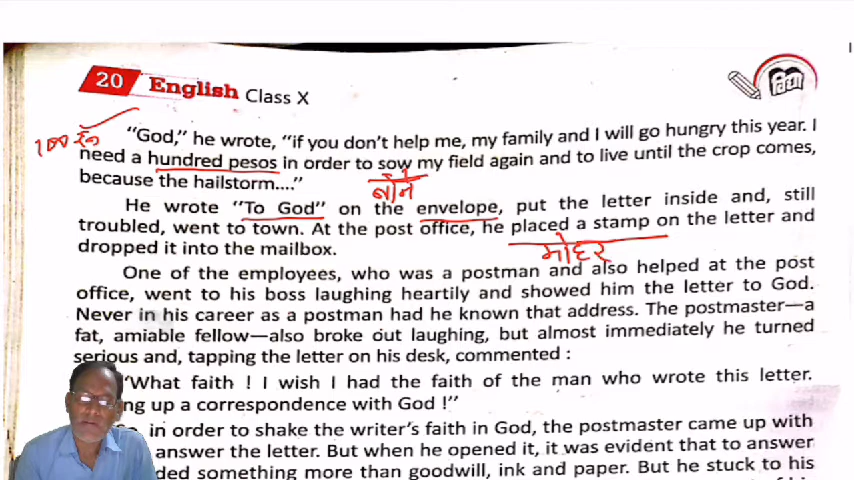 20 English Class X
विद्या
100 रु०
"God," he wrote, "if you don't help me, my family and I will go hungry this year. I
need a hundred pesos in order to sow my field again and to live until the crop comes,
because the hailstorm...."
बोने
He wrote "To God" on the envelope, put the letter inside and, still
troubled, went to town. At the post office, he placed a stamp on the letter and
dropped it into the mailbox.
मोहर
One of the employees, who was a postman and also helped at the post
office, went to his boss laughing heartily and showed him the letter to God.
Never in his career as a postman had he known that address. The postmaster—a
fat, amiable fellow—also broke out laughing, but almost immediately he turned
serious and, tapping the letter on his desk, commented :
"What faith ! I wish I had the faith of the man who wrote this letter.
up a correspondence with God !"
in order to shake the writer's faith in God, the postmaster came up with
answer the letter. But when he opened it, it was evident that to answer
something more than goodwill, ink and paper. But he stuck to his